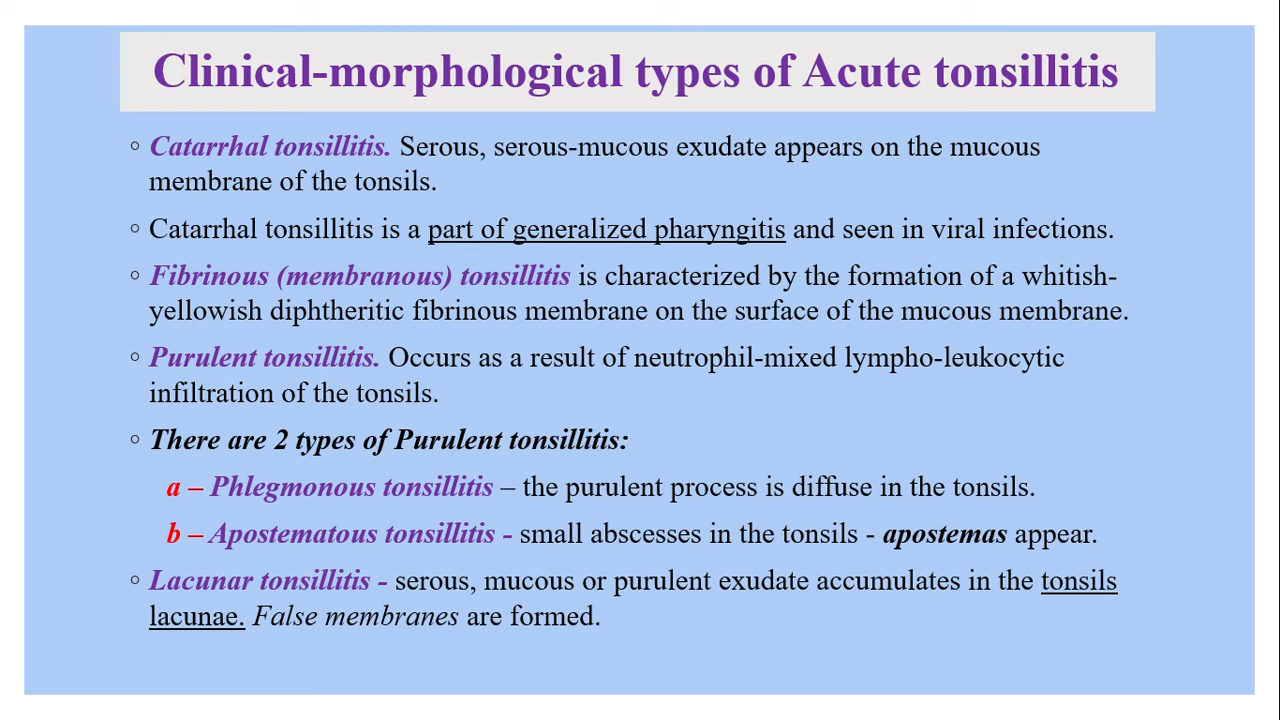 Clinical-morphological types of Acute tonsillitis
◦ Catarrhal tonsillitis. Serous, serous-mucous exudate appears on the mucous
membrane of the tonsils.
◦ Catarrhal tonsillitis is a part of generalized pharyngitis and seen in viral infections.
◦ Fibrinous (membranous) tonsillitis is characterized by the formation of a whitish-
yellowish diphtheritic fibrinous membrane on the surface of the mucous membrane.
◦ Purulent tonsillitis. Occurs as a result of neutrophil-mixed lympho-leukocytic
infiltration of the tonsils.
◦ There are 2 types of Purulent tonsillitis:
a – Phlegmonous tonsillitis – the purulent process is diffuse in the tonsils.
b – Apostematous tonsillitis - small abscesses in the tonsils - apostemas appear.
◦ Lacunar tonsillitis - serous, mucous or purulent exudate accumulates in the tonsils
lacunae. False membranes are formed.